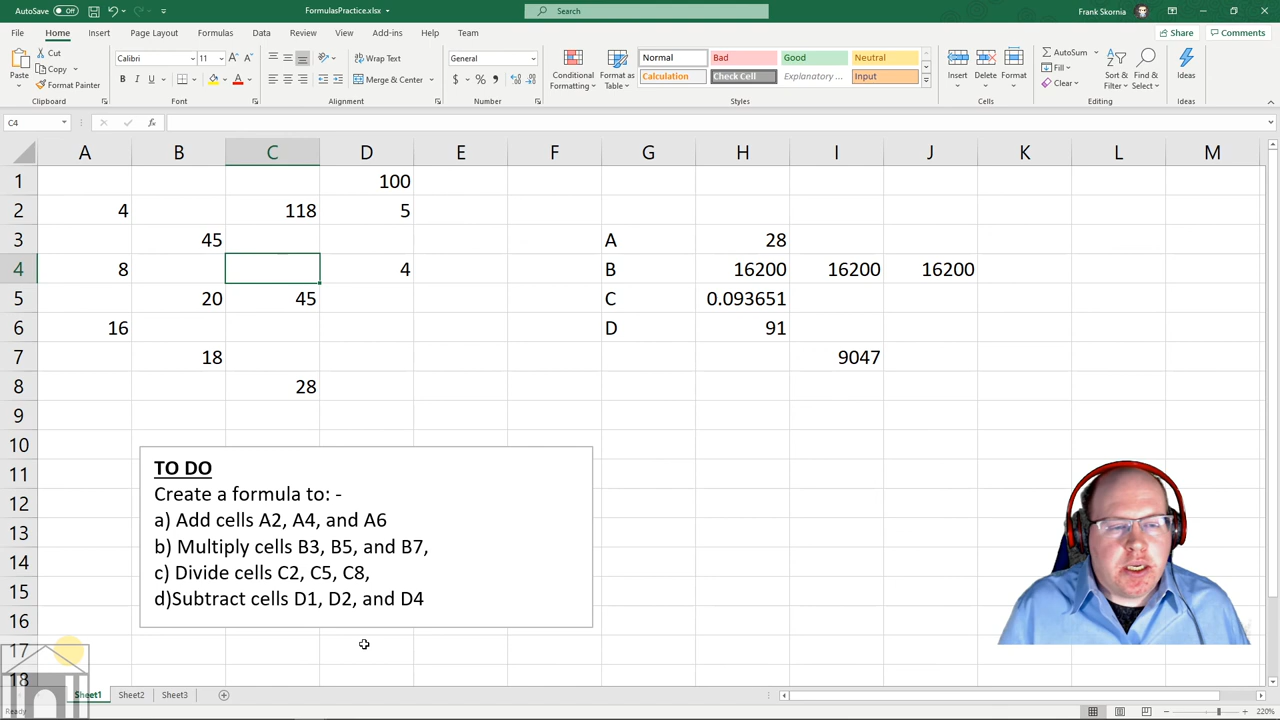 AutoSave Off FormulasPractice.xlsx Search Frank Skornia
File Home Insert Page Layout Formulas Data Review View Add-ins Help Team Share Comments
Cut Calibri 11 Wrap Text General Normal Bad Good Neutral AutoSum
Copy Fill
Paste Format Painter B I U Merge & Center $ % Conditional Formatting Format as Table Calculation Check Cell Explanatory ... Input Insert Delete Format Clear Sort & Filter Find & Select Ideas
Clipboard Font Alignment Number Styles Cells Editing Ideas
C4 fx
A B C D E F G H I J K L M
1 100
2 4 118 5
3 45 A 28
4 8 4 B 16200 16200 16200
5 20 45 C 0.093651
6 16 D 91
7 18 9047
8 28
9
10
11
12
13
14
15
16
17
18
TO DO
Create a formula to: -
a) Add cells A2, A4, and A6
b) Multiply cells B3, B5, and B7,
c) Divide cells C2, C5, C8,
d)Subtract cells D1, D2, and D4
Sheet1 Sheet2 Sheet3
Ready 220%